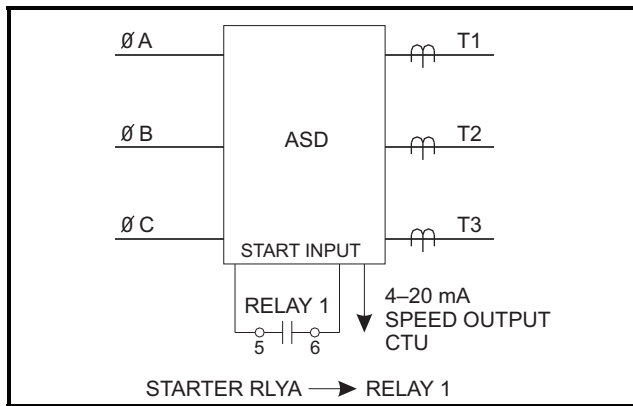 Ø A
T1
Ø B
ASD
T2
Ø C
T3
START INPUT
RELAY 1
5 6
4–20 mA
SPEED OUTPUT
CTU
STARTER RLYA RELAY 1